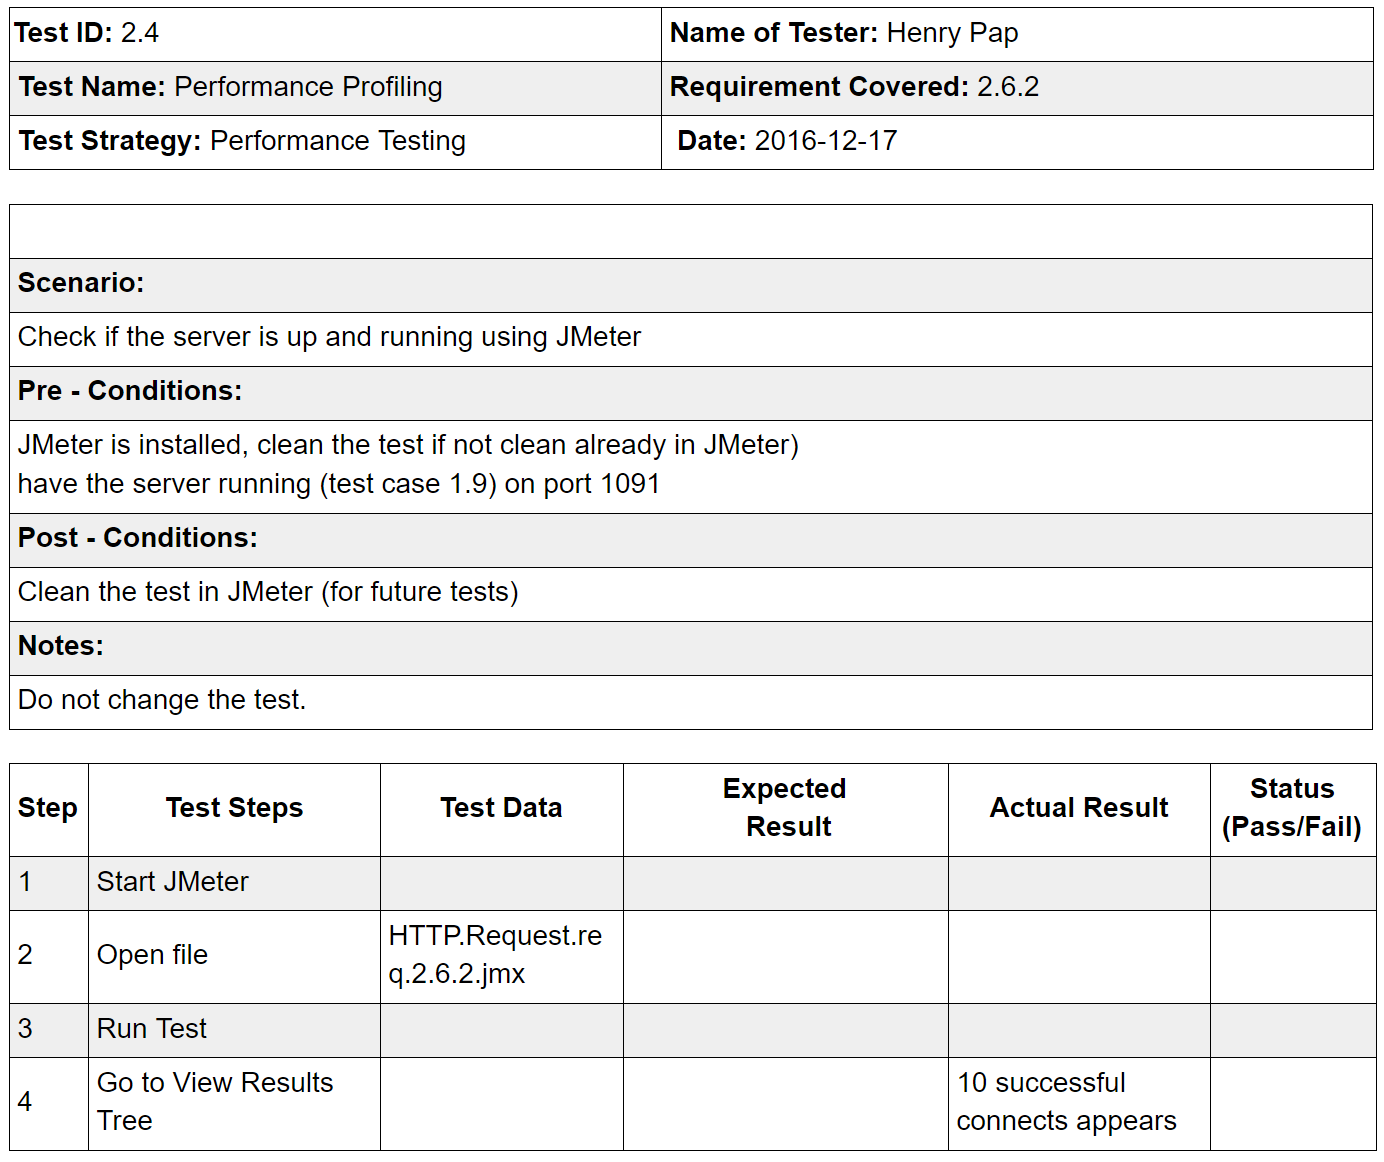 Test ID: 2.4
Name of Tester: Henry Pap
Test Name: Performance Profiling
Requirement Covered: 2.6.2
Test Strategy: Performance Testing
Date: 2016-12-17
Scenario:
Check if the server is up and running using JMeter
Pre - Conditions:
JMeter is installed, clean the test if not clean already in JMeter)
have the server running (test case 1.9) on port 1091
Post - Conditions:
Clean the test in JMeter (for future tests)
Notes:
Do not change the test.
Step
Test Steps
Test Data
Expected
Result
Actual Result
Status
(Pass/Fail)
1
Start JMeter
2
Open file
HTTP.Request.re
q.2.6.2.jmx
3
Run Test
4
Go to View Results
Tree
10 successful
connects appears